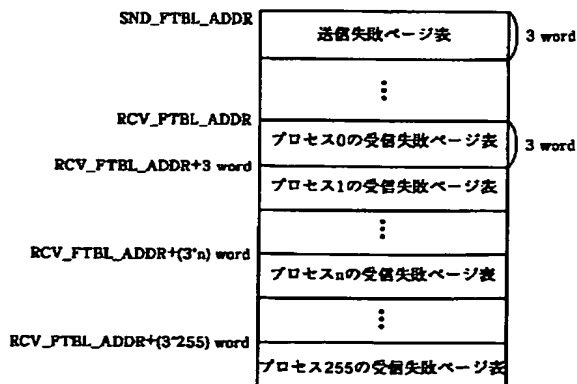 SND_FTBL_ADDR
送信失敗ページ表
3 word
⋮
RCV_FTBL_ADDR
プロセス0の受信失敗ページ表
3 word
RCV_FTBL_ADDR+3 word
プロセス1の受信失敗ページ表
⋮
RCV_FTBL_ADDR+(3*n) word
プロセスnの受信失敗ページ表
⋮
RCV_FTBL_ADDR+(3*255) word
プロセス255の受信失敗ページ表